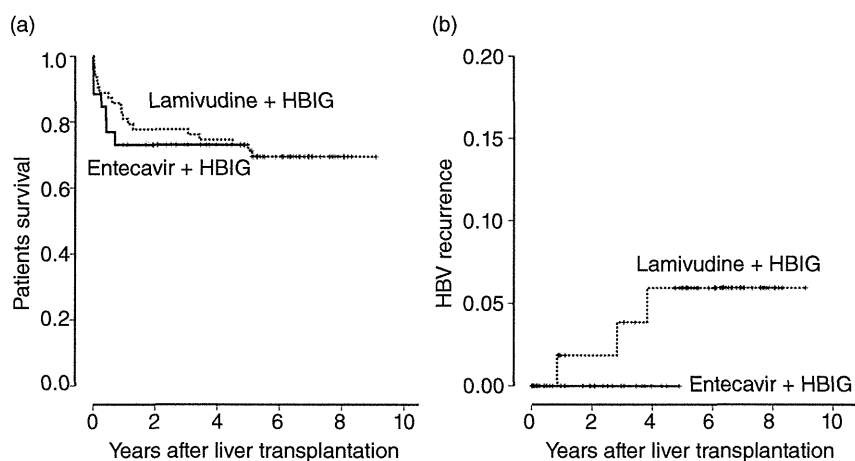 (a)
1.0
0.8
0.6
0.4
0.2
0.0
Patients survival
Lamivudine + HBIG
Entecavir + HBIG
0 2 4 6 8 10
Years after liver transplantation
(b)
0.20
0.15
0.10
0.05
0.00
HBV recurrence
Lamivudine + HBIG
Entecavir + HBIG
0 2 4 6 8 10
Years after liver transplantation